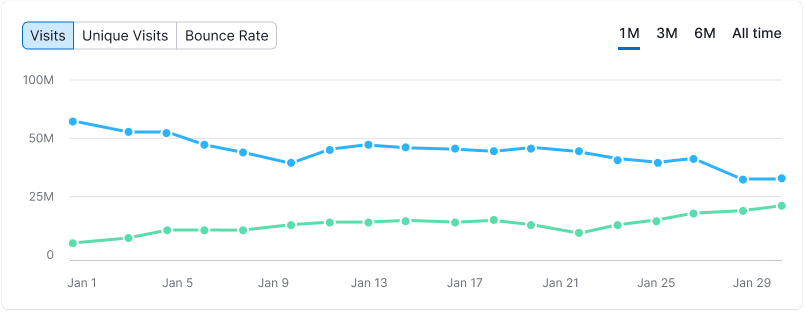 Visits Unique Visits Bounce Rate 1M 3M 6M All time
100M
50M
25M
0
Jan 1 Jan 5 Jan 9 Jan 13 Jan 17 Jan 21 Jan 25 Jan 29